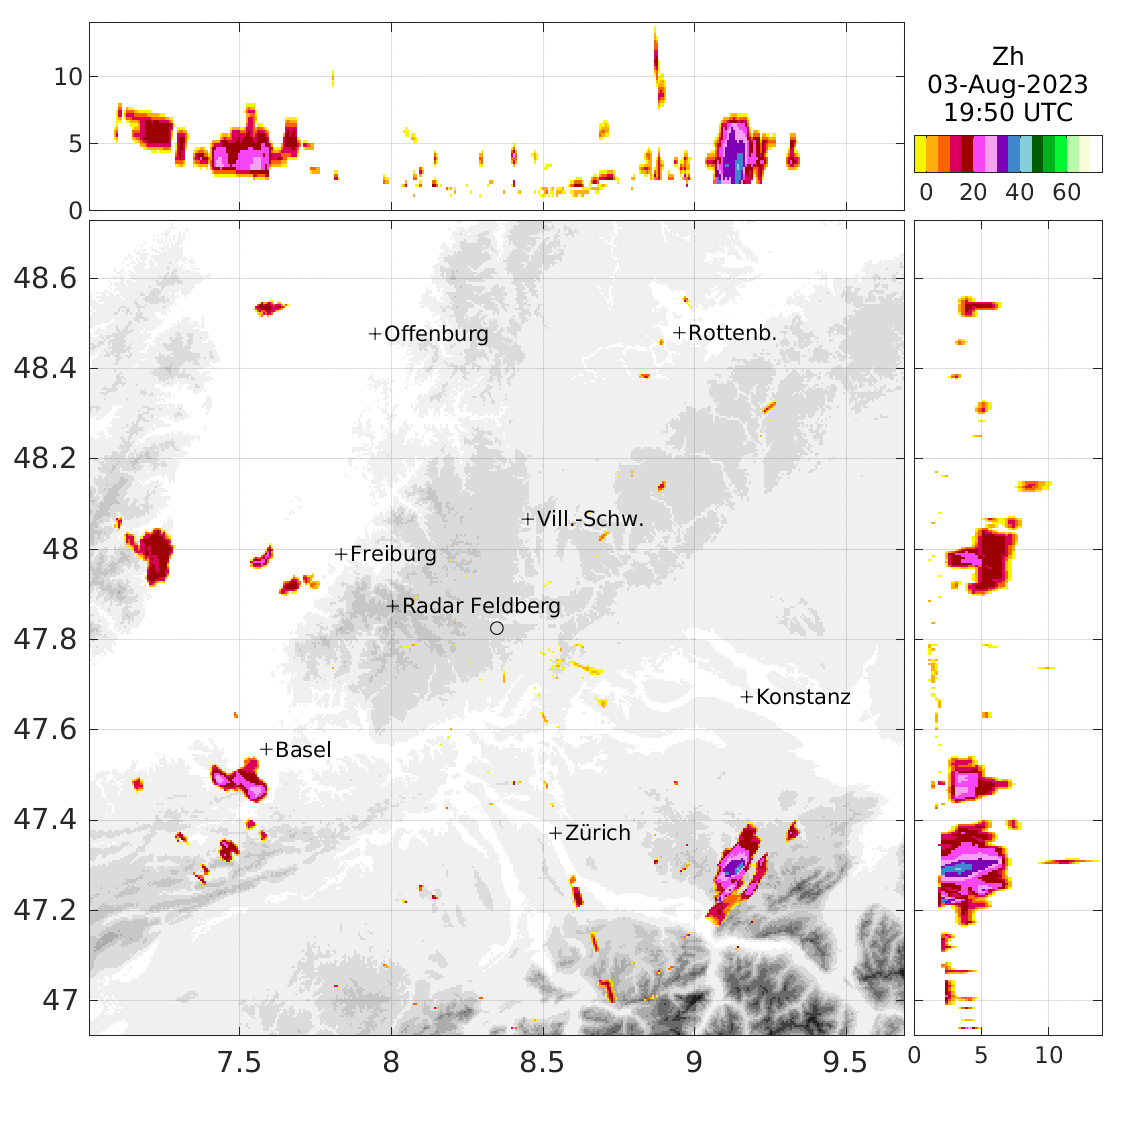 10
5
0
Zh
03-Aug-2023
19:50 UTC
0 20 40 60
48.6
48.4
48.2
48
47.8
47.6
47.4
47.2
47
+Offenburg
+Rottenb.
+Vill.-Schw.
+Freiburg
+Radar Feldberg
+Konstanz
+Basel
+Zürich
7.5 8 8.5 9 9.5
0 5 10